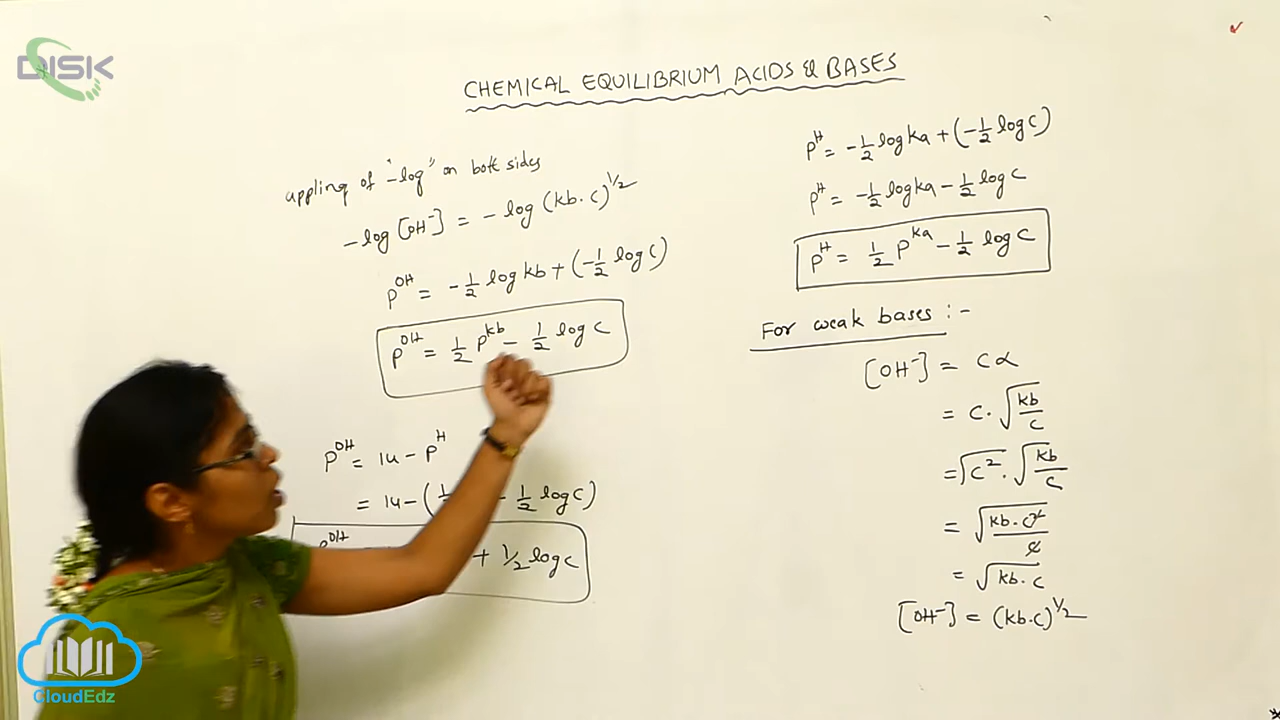 DISK
CHEMICAL EQUILIBRIUM ACIDS & BASES
appling of "-log" on both sides
-log [OH⁻] = - log (kb·c)^1/2
P^OH = -1/2 log kb + (-1/2 log C)
P^OH = 1/2 P^kb - 1/2 log C
P^OH = 14 - P^H
= 14 - (1/ - 1/2 log C)
P^OH = + 1/2 log C
P^H = -1/2 log ka + (-1/2 log C)
P^H = -1/2 log ka - 1/2 log C
P^H = 1/2 P^ka - 1/2 log C
For weak bases :-
[OH⁻] = Cα
= C·√(kb/C)
= √C²·√(kb/C)
= √(kb·C²/C)
= √kb·C
[OH⁻] = (kb·C)^1/2
CloudEdz